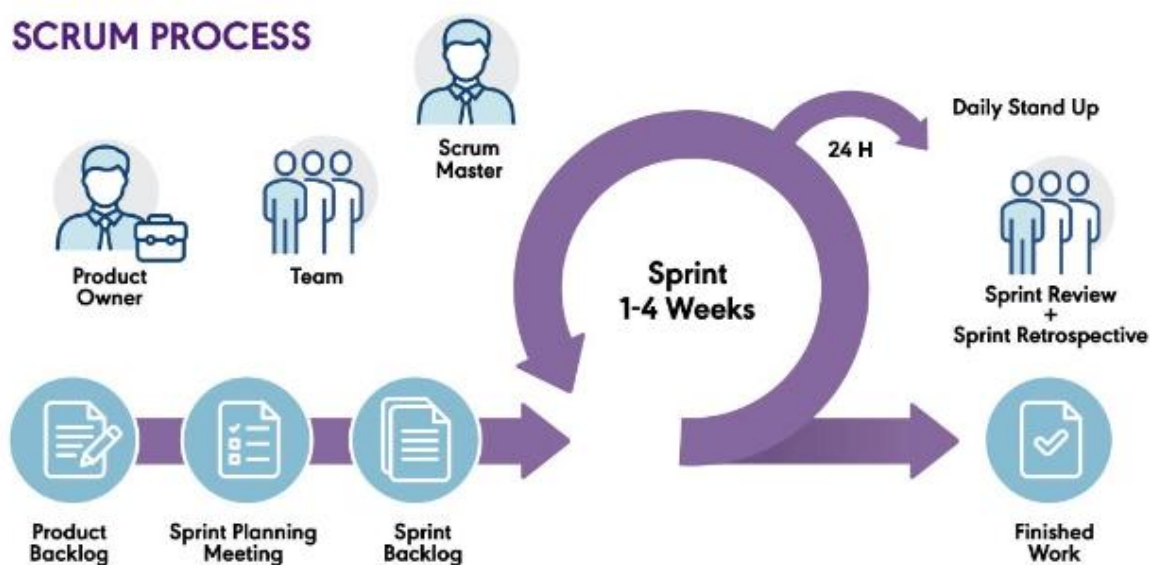 SCRUM PROCESS
Scrum
Master
Product
Owner
Team
Daily Stand Up
24 H
Sprint
1-4 Weeks
Sprint Review
+
Sprint Retrospective
Product
Backlog
Sprint Planning
Meeting
Sprint
Backlog
Finished
Work